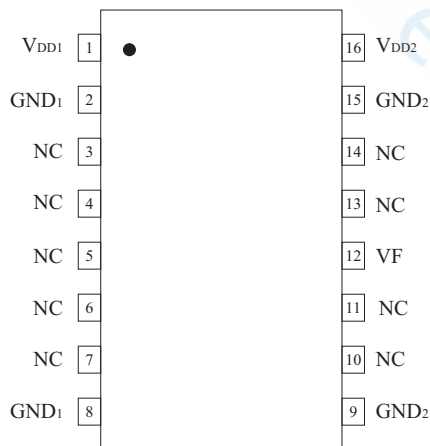 VDD1 1 16 VDD2
GND1 2 15 GND2
NC 3 14 NC
NC 4 13 NC
NC 5 12 VF
NC 6 11 NC
NC 7 10 NC
GND1 8 9 GND2